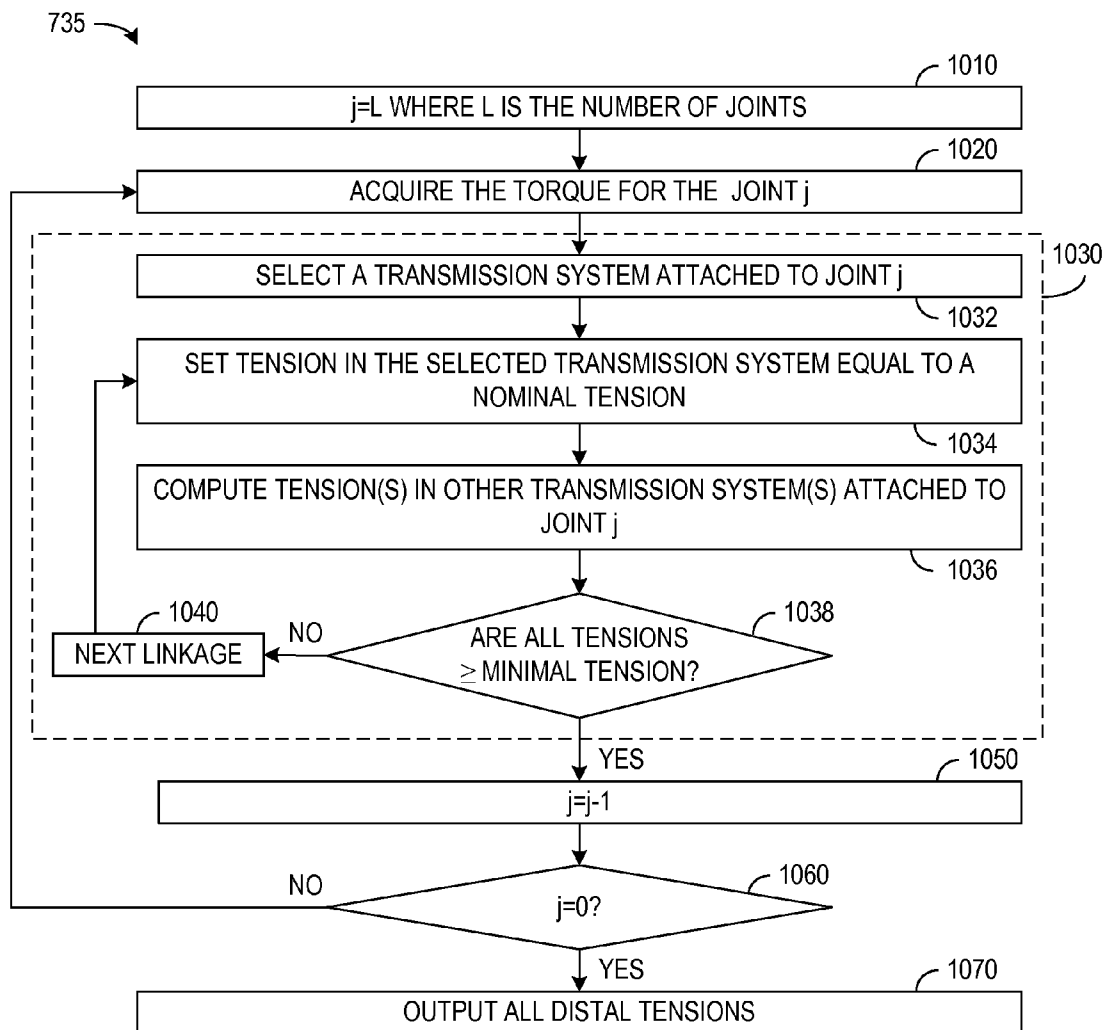 735
1010
j=L WHERE L IS THE NUMBER OF JOINTS
1020
ACQUIRE THE TORQUE FOR THE JOINT j
1030
SELECT A TRANSMISSION SYSTEM ATTACHED TO JOINT j
1032
SET TENSION IN THE SELECTED TRANSMISSION SYSTEM EQUAL TO A
NOMINAL TENSION
1034
COMPUTE TENSION(S) IN OTHER TRANSMISSION SYSTEM(S) ATTACHED TO
JOINT j
1036
1040
NEXT LINKAGE
NO
1038
ARE ALL TENSIONS
≥ MINIMAL TENSION?
YES
1050
j=j-1
NO
1060
j=0?
YES
1070
OUTPUT ALL DISTAL TENSIONS